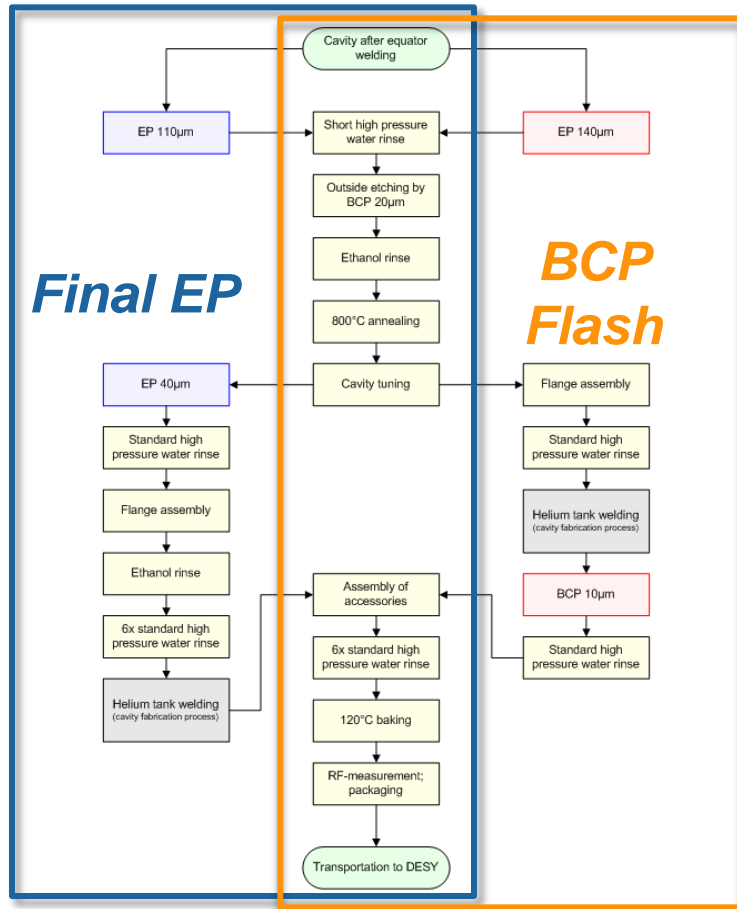 Cavity after equator
welding
EP 110µm
Short high pressure
water rinse
EP 140µm
Outside etching by
BCP 20µm
Ethanol rinse
800°C annealing
Final EP
BCP
Flash
EP 40µm
Cavity tuning
Flange assembly
Standard high
pressure water rinse
Standard high
pressure water rinse
Flange assembly
Helium tank welding
(cavity fabrication process)
Ethanol rinse
Assembly of
accessories
BCP 10µm
6x standard high
pressure water rinse
6x standard high
pressure water rinse
Standard high
pressure water rinse
Helium tank welding
(cavity fabrication process)
120°C baking
RF-measurement;
packaging
Transportation to DESY